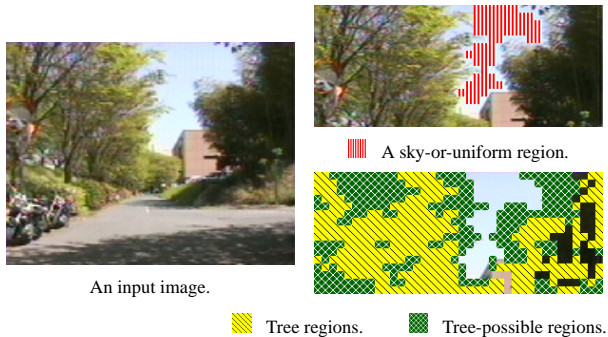 A sky-or-uniform region.
An input image.
Tree regions.
Tree-possible regions.